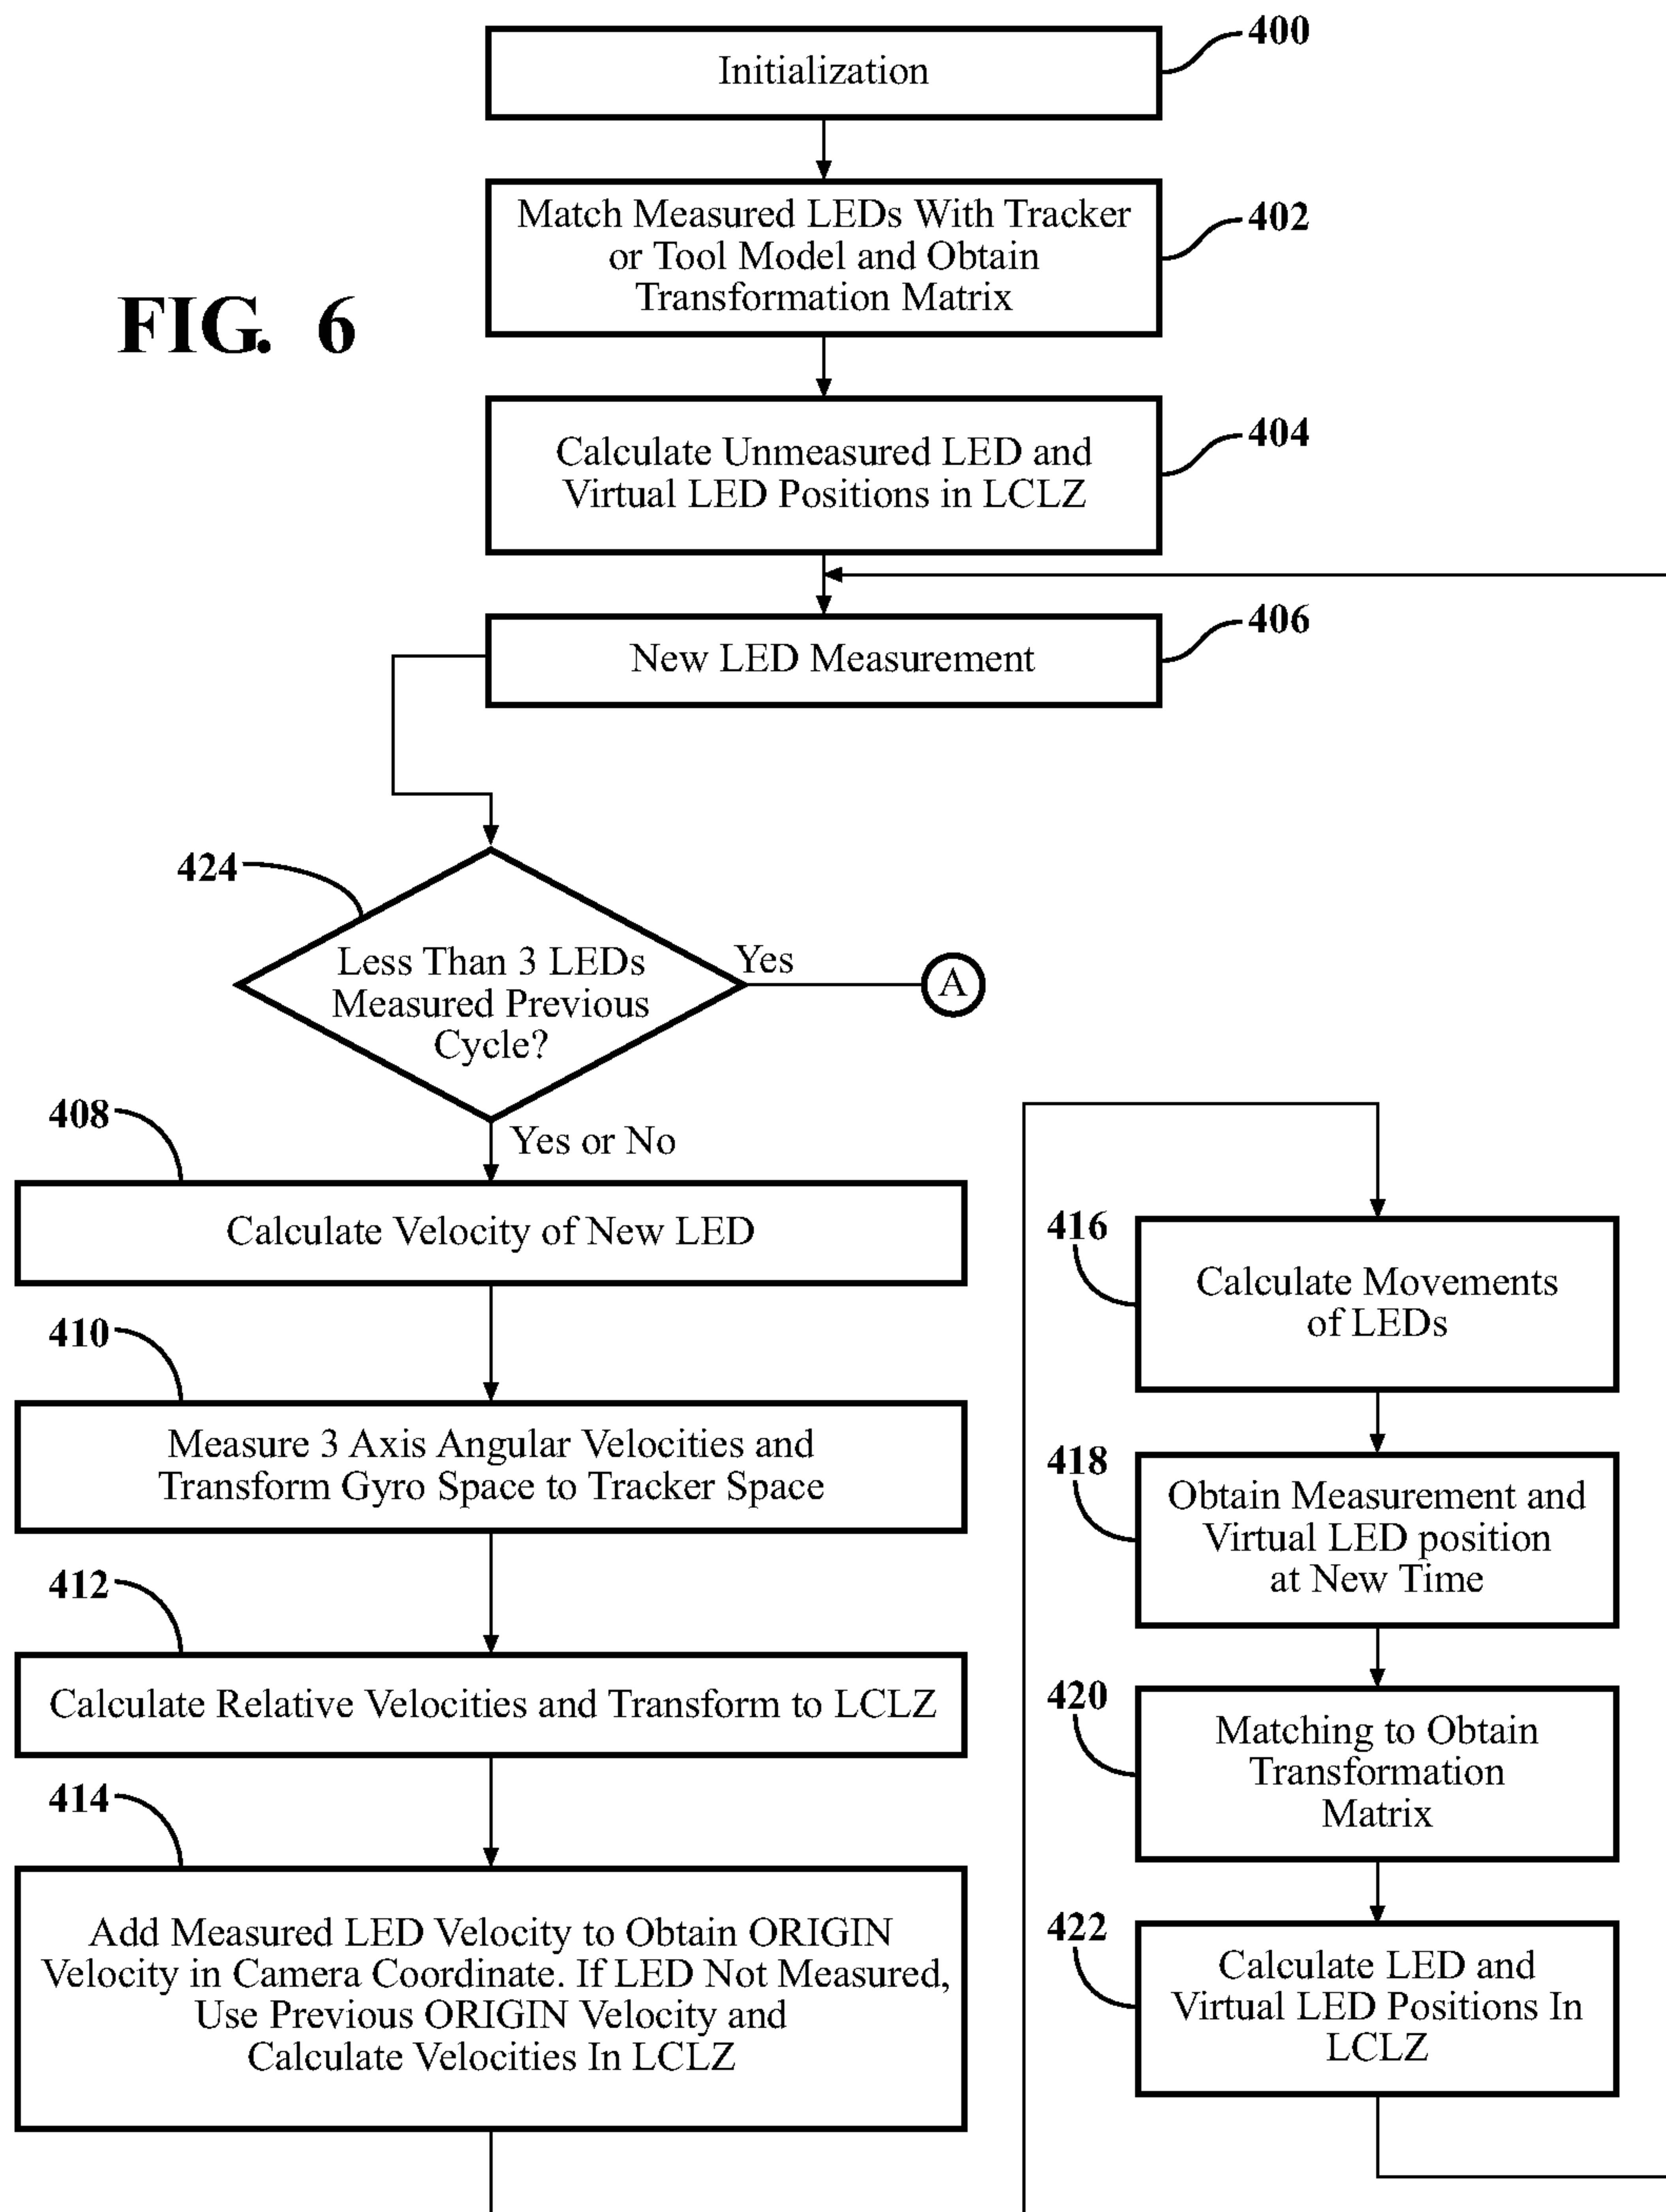 400
Initialization
402
Match Measured LEDs With Tracker
or Tool Model and Obtain
Transformation Matrix
FIG. 6
404
Calculate Unmeasured LED and
Virtual LED Positions in LCLZ
406
New LED Measurement
424
Less Than 3 LEDs
Measured Previous
Cycle?
Yes
A
Yes or No
408
Calculate Velocity of New LED
410
Measure 3 Axis Angular Velocities and
Transform Gyro Space to Tracker Space
412
Calculate Relative Velocities and Transform to LCLZ
414
Add Measured LED Velocity to Obtain ORIGIN
Velocity in Camera Coordinate. If LED Not Measured,
Use Previous ORIGIN Velocity and
Calculate Velocities In LCLZ
416
Calculate Movements
of LEDs
418
Obtain Measurement and
Virtual LED position
at New Time
420
Matching to Obtain
Transformation
Matrix
422
Calculate LED and
Virtual LED Positions In
LCLZ